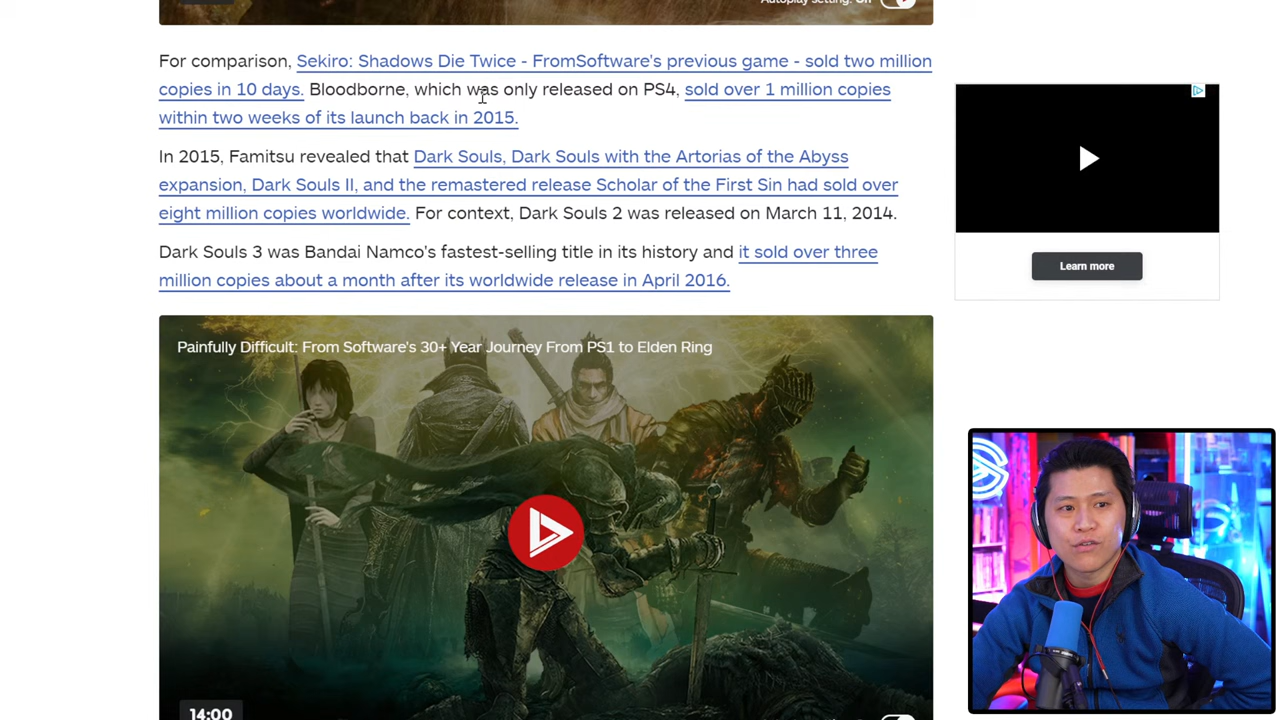 Autoplay setting: On
For comparison, Sekiro: Shadows Die Twice - FromSoftware's previous game - sold two million
copies in 10 days. Bloodborne, which was only released on PS4, sold over 1 million copies
within two weeks of its launch back in 2015.
In 2015, Famitsu revealed that Dark Souls, Dark Souls with the Artorias of the Abyss
expansion, Dark Souls II, and the remastered release Scholar of the First Sin had sold over
eight million copies worldwide. For context, Dark Souls 2 was released on March 11, 2014.
Dark Souls 3 was Bandai Namco's fastest-selling title in its history and it sold over three
million copies about a month after its worldwide release in April 2016.
Learn more
Painfully Difficult: From Software's 30+ Year Journey From PS1 to Elden Ring
14:00